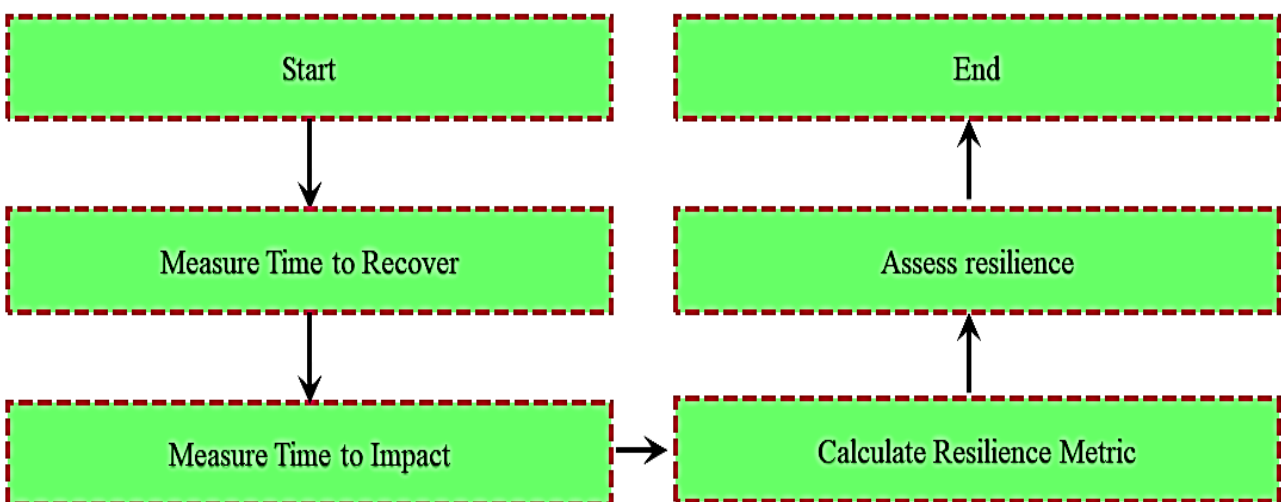 Start
Measure Time to Recover
Measure Time to Impact
Calculate Resilience Metric
Assess resilience
End